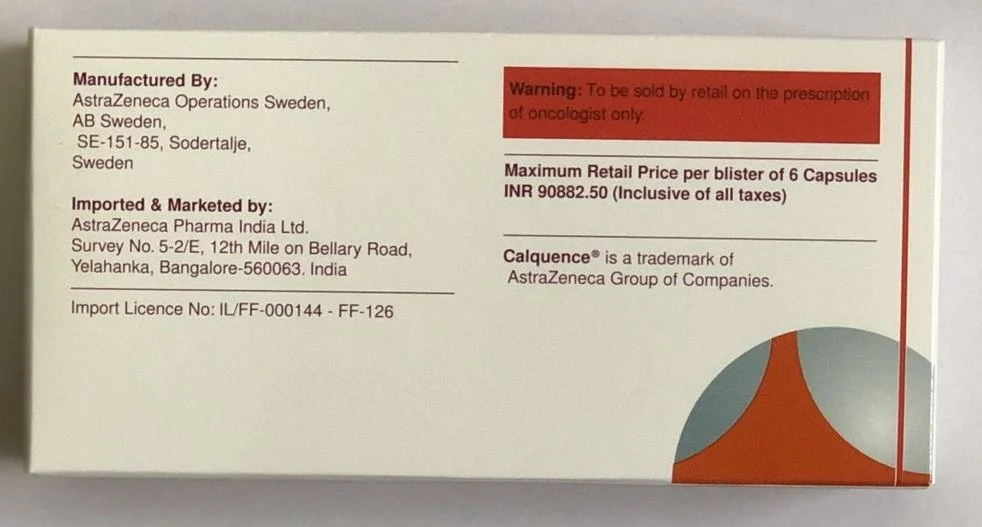 Manufactured By:
AstraZeneca Operations Sweden,
AB Sweden,
SE-151-85, Sodertalje,
Sweden
Imported & Marketed by:
AstraZeneca Pharma India Ltd.
Survey No. 5-2/E, 12th Mile on Bellary Road,
Yelahanka, Bangalore-560063. India
Import Licence No: IL/FF-000144 - FF-126
Warning: To be sold by retail on the prescription
of oncologist only.
Maximum Retail Price per blister of 6 Capsules
INR 90882.50 (Inclusive of all taxes)
Calquence® is a trademark of
AstraZeneca Group of Companies.